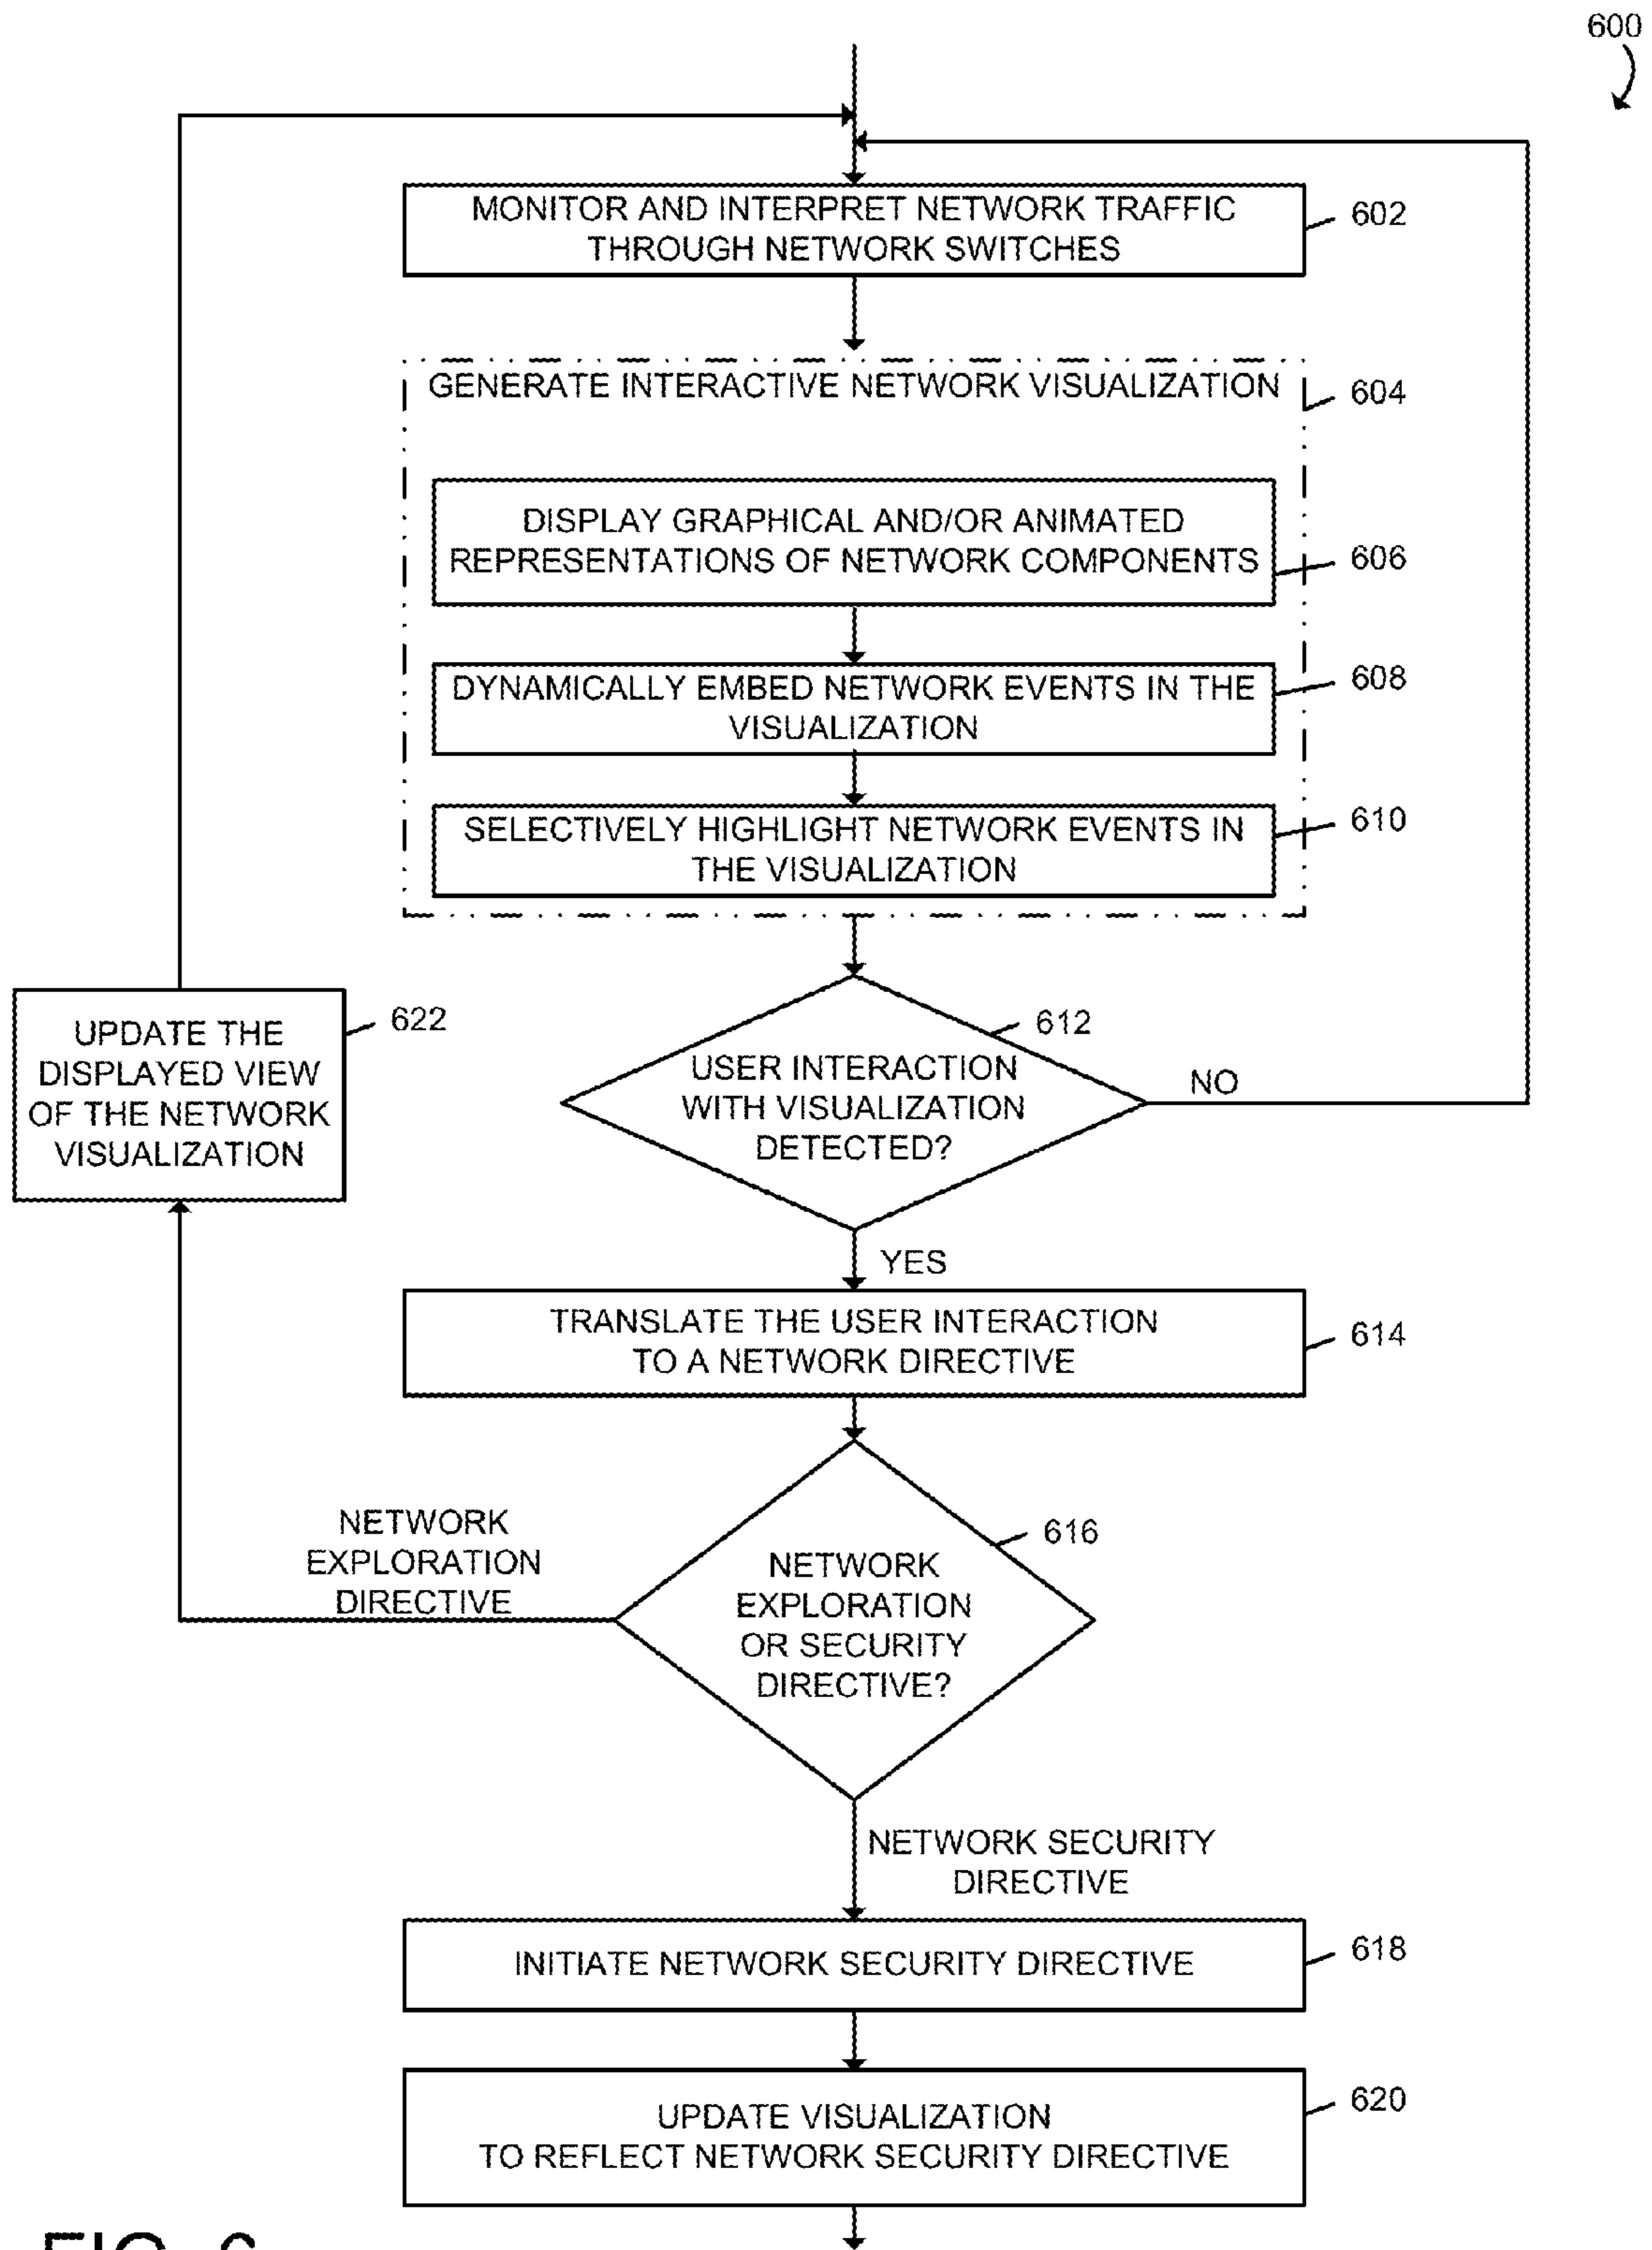 600
MONITOR AND INTERPRET NETWORK TRAFFIC
THROUGH NETWORK SWITCHES
602
GENERATE INTERACTIVE NETWORK VISUALIZATION
604
DISPLAY GRAPHICAL AND/OR ANIMATED
REPRESENTATIONS OF NETWORK COMPONENTS
606
DYNAMICALLY EMBED NETWORK EVENTS IN THE
VISUALIZATION
608
SELECTIVELY HIGHLIGHT NETWORK EVENTS IN
THE VISUALIZATION
610
UPDATE THE
DISPLAYED VIEW
OF THE NETWORK
VISUALIZATION
622
612
USER INTERACTION
WITH VISUALIZATION
DETECTED?
NO
YES
TRANSLATE THE USER INTERACTION
TO A NETWORK DIRECTIVE
614
NETWORK
EXPLORATION
DIRECTIVE
616
NETWORK
EXPLORATION
OR SECURITY
DIRECTIVE?
NETWORK SECURITY
DIRECTIVE
INITIATE NETWORK SECURITY DIRECTIVE
618
UPDATE VISUALIZATION
TO REFLECT NETWORK SECURITY DIRECTIVE
620
FIG. 6